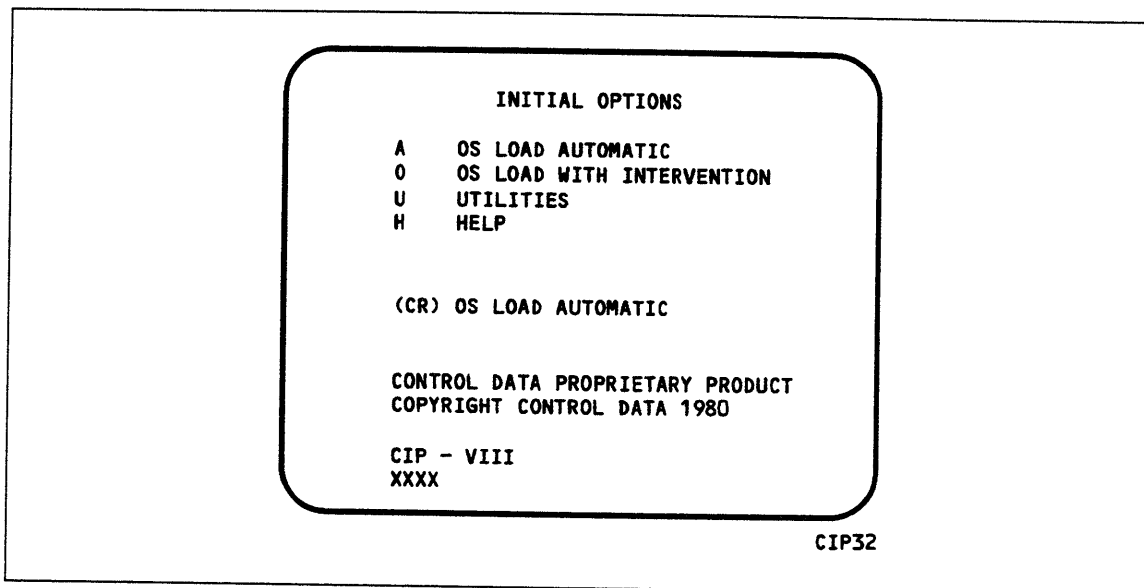 INITIAL OPTIONS
A OS LOAD AUTOMATIC
O OS LOAD WITH INTERVENTION
U UTILITIES
H HELP
(CR) OS LOAD AUTOMATIC
CONTROL DATA PROPRIETARY PRODUCT
COPYRIGHT CONTROL DATA 1980
CIP - VIII
XXXX
CIP32